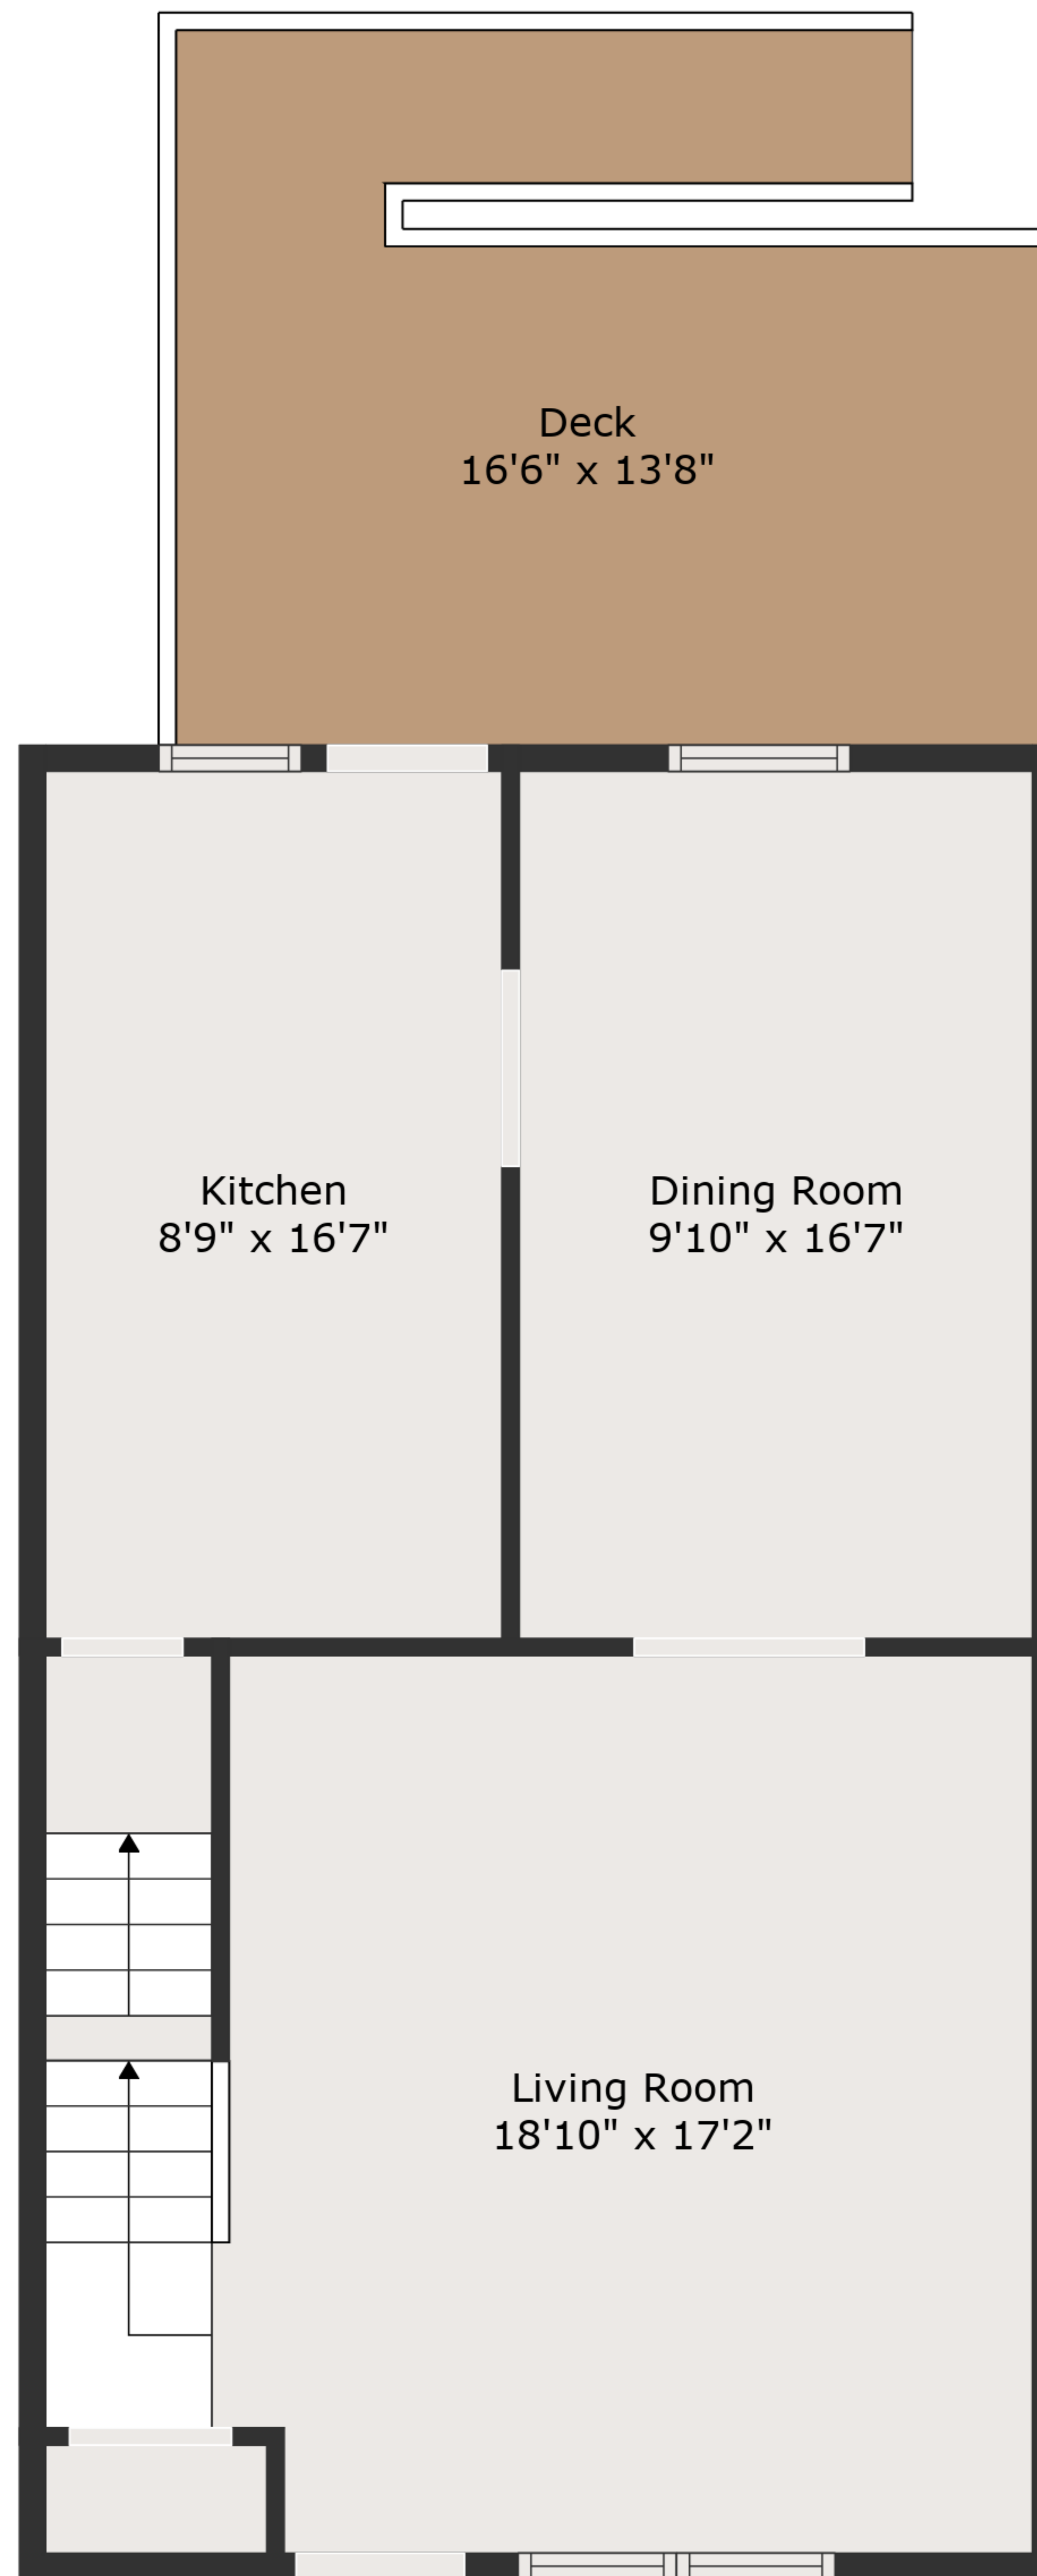 Deck
16'6" x 13'8"
Kitchen
8'9" x 16'7"
Dining Room
9'10" x 16'7"
Living Room
18'10" x 17'2"